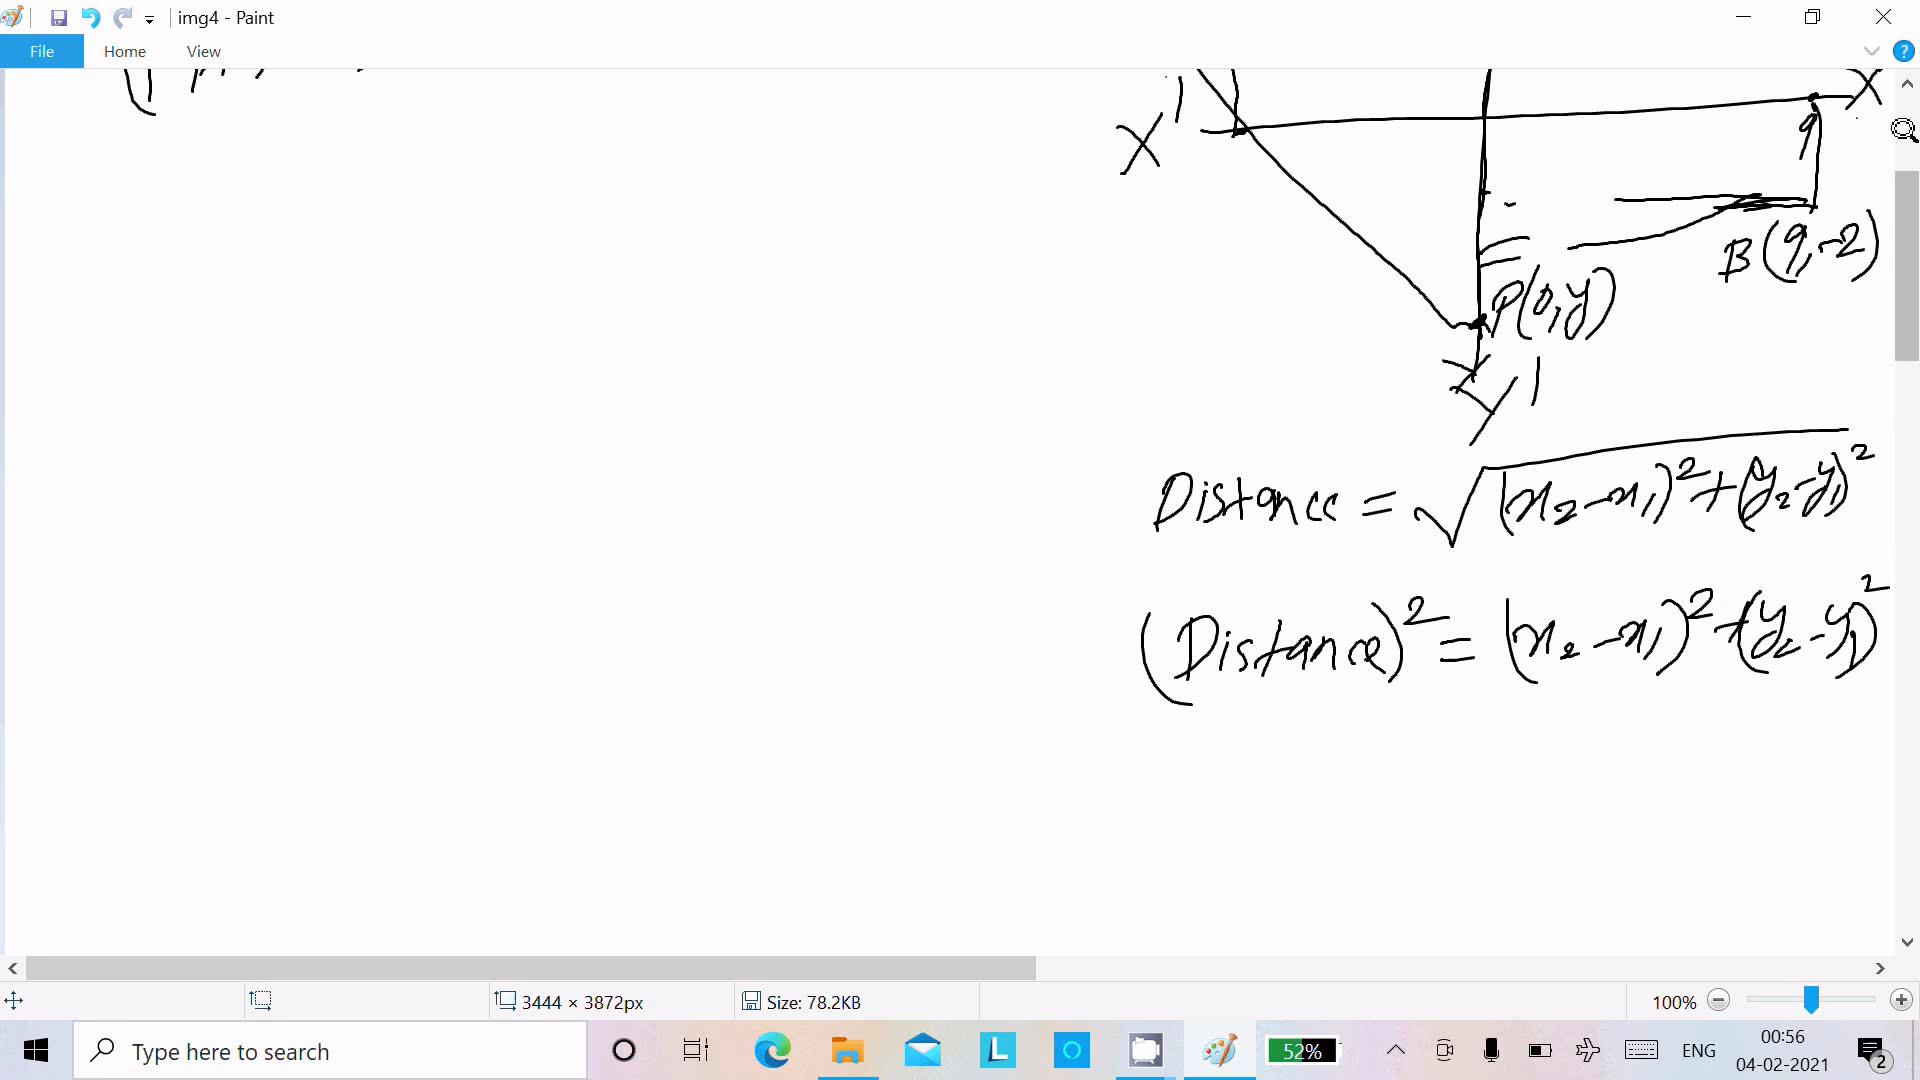 img4 - Paint
File Home View
X
X'
9
B(9,-2)
P(0,y)
Y'
Distance = √(x₂-x₁)²+(y₂-y₁)²
(Distance)² = (x₂-x₁)²+(y₂-y₁)²
3444 × 3872px Size: 78.2KB 100%
Type here to search 52% ENG 00:56
04-02-2021 2